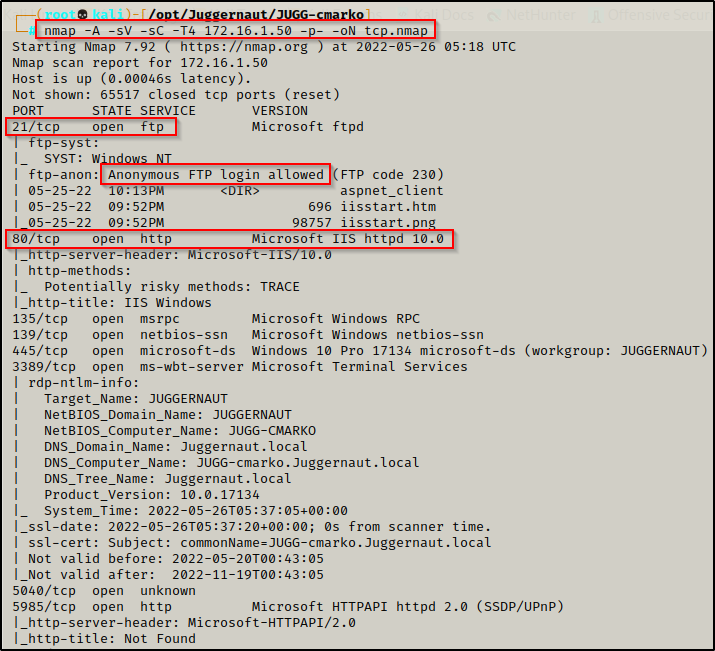 (root💀kali)-[/opt/Juggernaut/JUGG-cmarko]
# nmap -A -sV -sC -T4 172.16.1.50 -p- -oN tcp.nmap
Starting Nmap 7.92 ( https://nmap.org ) at 2022-05-26 05:18 UTC
Nmap scan report for 172.16.1.50
Host is up (0.00046s latency).
Not shown: 65517 closed tcp ports (reset)
PORT      STATE SERVICE       VERSION
21/tcp    open  ftp           Microsoft ftpd
| ftp-syst:
|_  SYST: Windows NT
| ftp-anon: Anonymous FTP login allowed (FTP code 230)
| 05-25-22  10:13PM       <DIR>          aspnet_client
| 05-25-22  09:52PM                  696 iisstart.htm
|_05-25-22  09:52PM                98757 iisstart.png
80/tcp    open  http          Microsoft IIS httpd 10.0
|_http-server-header: Microsoft-IIS/10.0
| http-methods:
|_  Potentially risky methods: TRACE
|_http-title: IIS Windows
135/tcp   open  msrpc         Microsoft Windows RPC
139/tcp   open  netbios-ssn   Microsoft Windows netbios-ssn
445/tcp   open  microsoft-ds  Windows 10 Pro 17134 microsoft-ds (workgroup: JUGGERNAUT)
3389/tcp  open  ms-wbt-server Microsoft Terminal Services
| rdp-ntlm-info:
|   Target_Name: JUGGERNAUT
|   NetBIOS_Domain_Name: JUGGERNAUT
|   NetBIOS_Computer_Name: JUGG-CMARKO
|   DNS_Domain_Name: Juggernaut.local
|   DNS_Computer_Name: JUGG-cmarko.Juggernaut.local
|   DNS_Tree_Name: Juggernaut.local
|   Product_Version: 10.0.17134
|_  System_Time: 2022-05-26T05:37:05+00:00
|_ssl-date: 2022-05-26T05:37:20+00:00; 0s from scanner time.
| ssl-cert: Subject: commonName=JUGG-cmarko.Juggernaut.local
| Not valid before: 2022-05-20T00:43:05
|_Not valid after:  2022-11-19T00:43:05
5040/tcp  open  unknown
5985/tcp  open  http          Microsoft HTTPAPI httpd 2.0 (SSDP/UPnP)
|_http-server-header: Microsoft-HTTPAPI/2.0
|_http-title: Not Found